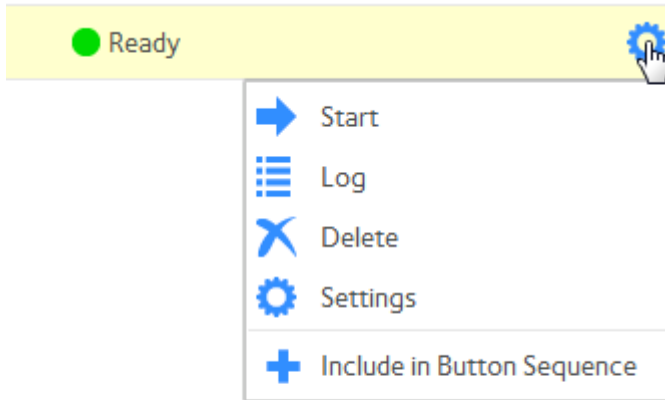 Ready
Start
Log
Delete
Settings
Include in Button Sequence